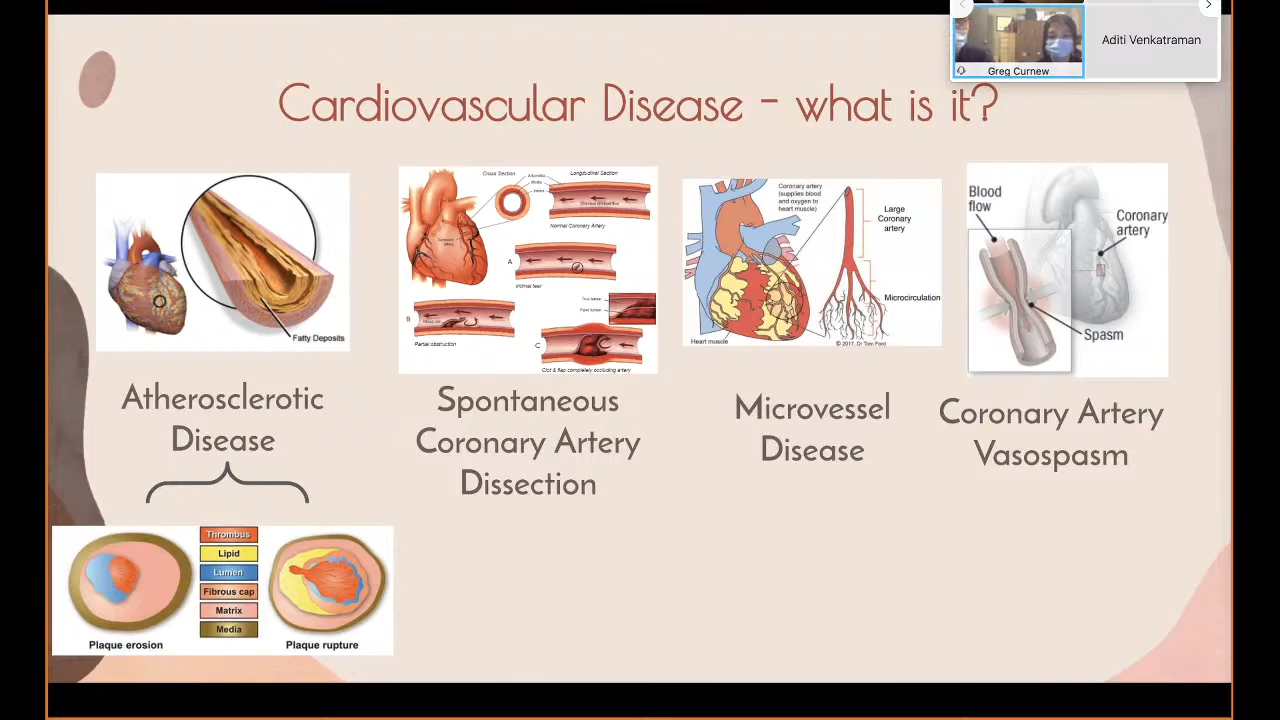 Greg Curnew
Aditi Venkatraman
Cardiovascular Disease - what is it?
Fatty Deposits
Atherosclerotic
Disease
Thrombus
Lipid
Lumen
Fibrous cap
Matrix
Media
Plaque erosion
Plaque rupture
Cross Section
Longitudinal Section
Normal Coronary Artery
A
Intimal tear
B
Partial obstruction
C
Clot & flap completely occluding artery
Spontaneous
Coronary Artery
Dissection
Coronary artery
(supplies blood
and oxygen to
heart muscle)
Large
Coronary
artery
Microcirculation
Heart muscle
© 2017, Dr Tom Ford
Microvessel
Disease
Blood
flow
Coronary
artery
Spasm
Coronary Artery
Vasospasm